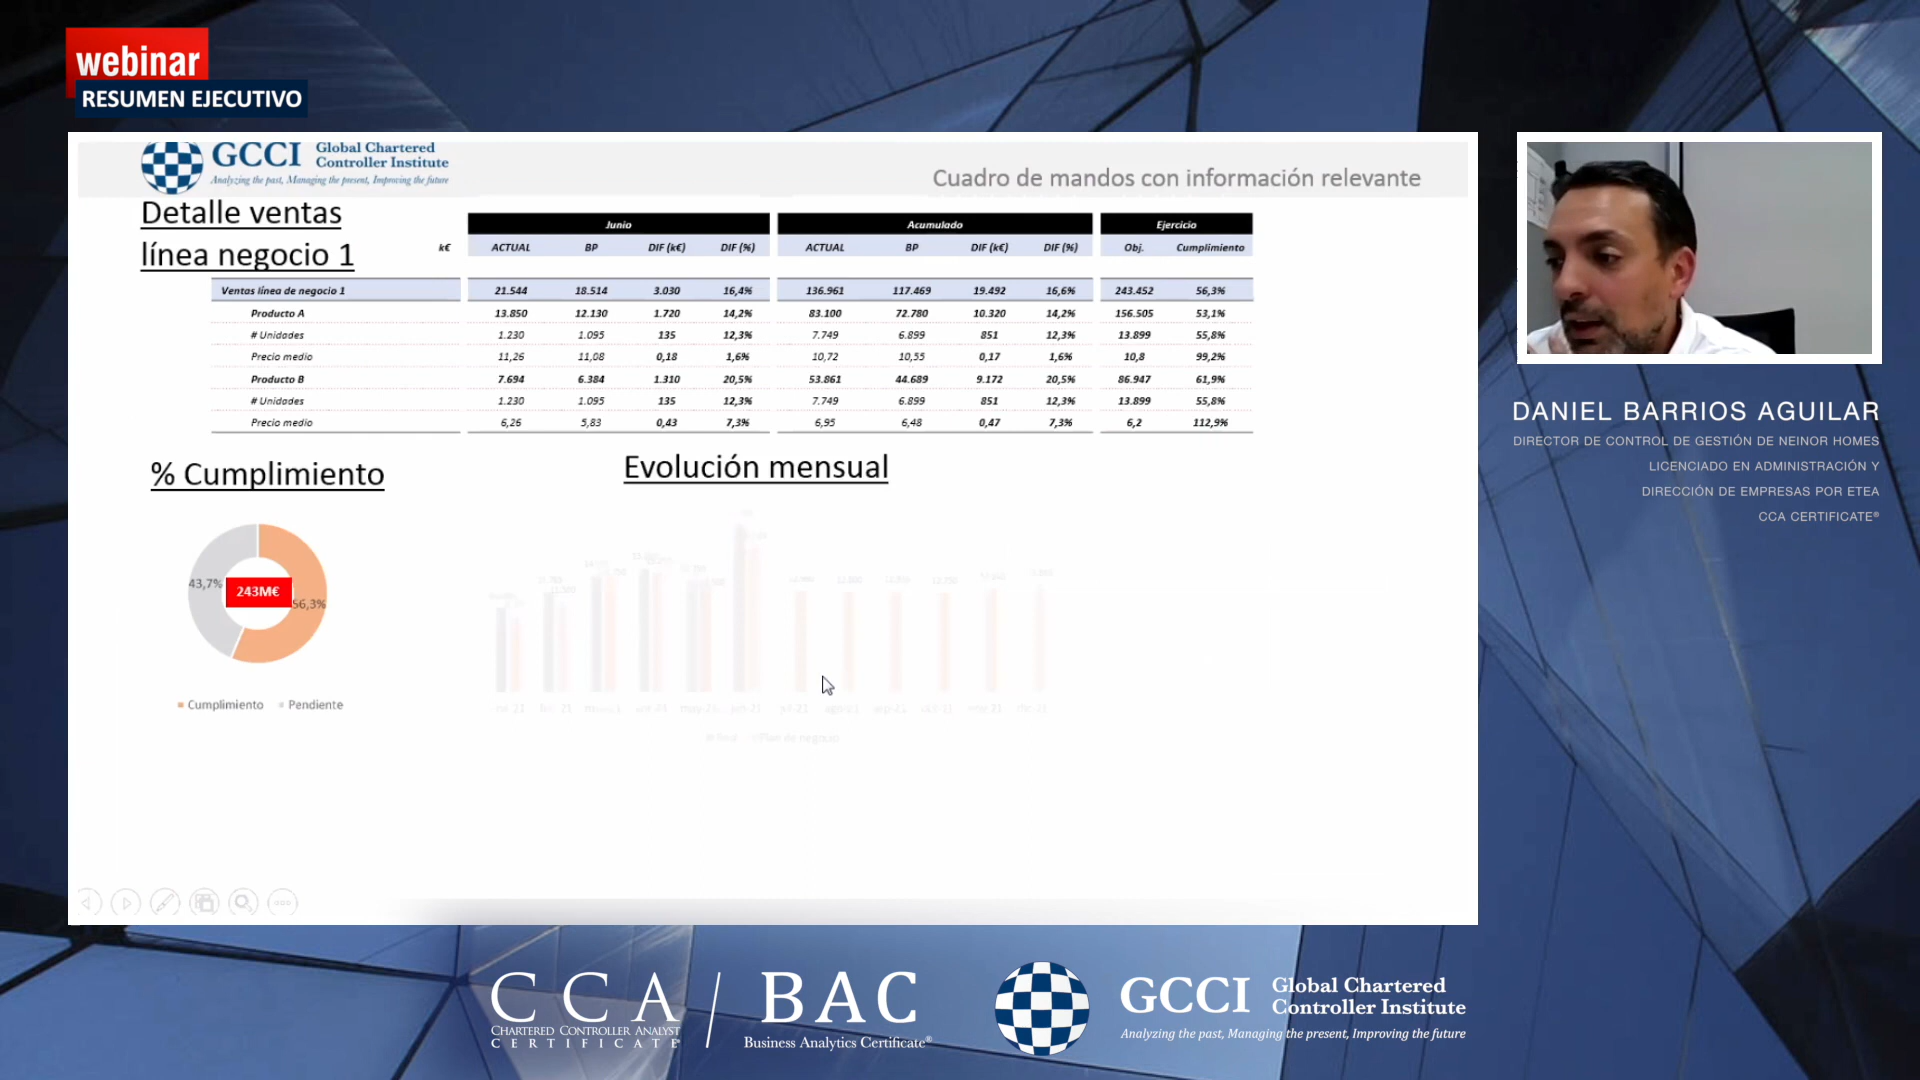 webinar
RESUMEN EJECUTIVO
GCCI Global Chartered
Controller Institute
Analyzing the past, Managing the present, Improving the future
Cuadro de mandos con información relevante
Detalle ventas
línea negocio 1
Junio Acumulado Ejercicio
k€ ACTUAL BP DIF (k€) DIF (%) ACTUAL BP DIF (k€) DIF (%) Obj. Cumplimiento
Ventas línea de negocio 1 21.544 18.514 3.030 16,4% 136.961 117.469 19.492 16,6% 243.452 56,3%
Producto A 13.850 12.130 1.720 14,2% 83.100 72.780 10.320 14,2% 156.505 53,1%
# Unidades 1.230 1.095 135 12,3% 7.749 6.899 851 12,3% 13.899 55,8%
Precio medio 11,26 11,08 0,18 1,6% 10,72 10,55 0,17 1,6% 10,8 99,2%
Producto B 7.694 6.384 1.310 20,5% 53.861 44.689 9.172 20,5% 86.947 61,9%
# Unidades 1.230 1.095 135 12,3% 7.749 6.899 851 12,3% 13.899 55,8%
Precio medio 6,26 5,83 0,43 7,3% 6,95 6,48 0,47 7,3% 6,2 112,9%
% Cumplimiento
Evolución mensual
43,7%
243M€
56,3%
Cumplimiento Pendiente
DANIEL BARRIOS AGUILAR
DIRECTOR DE CONTROL DE GESTIÓN DE NEINOR HOMES
LICENCIADO EN ADMINISTRACIÓN Y
DIRECCIÓN DE EMPRESAS POR ETEA
CCA CERTIFICATE®
CCA / BAC
CHARTERED CONTROLLER ANALYST
CERTIFICATE
Business Analytics Certificate®
GCCI Global Chartered
Controller Institute
Analyzing the past, Managing the present, Improving the future